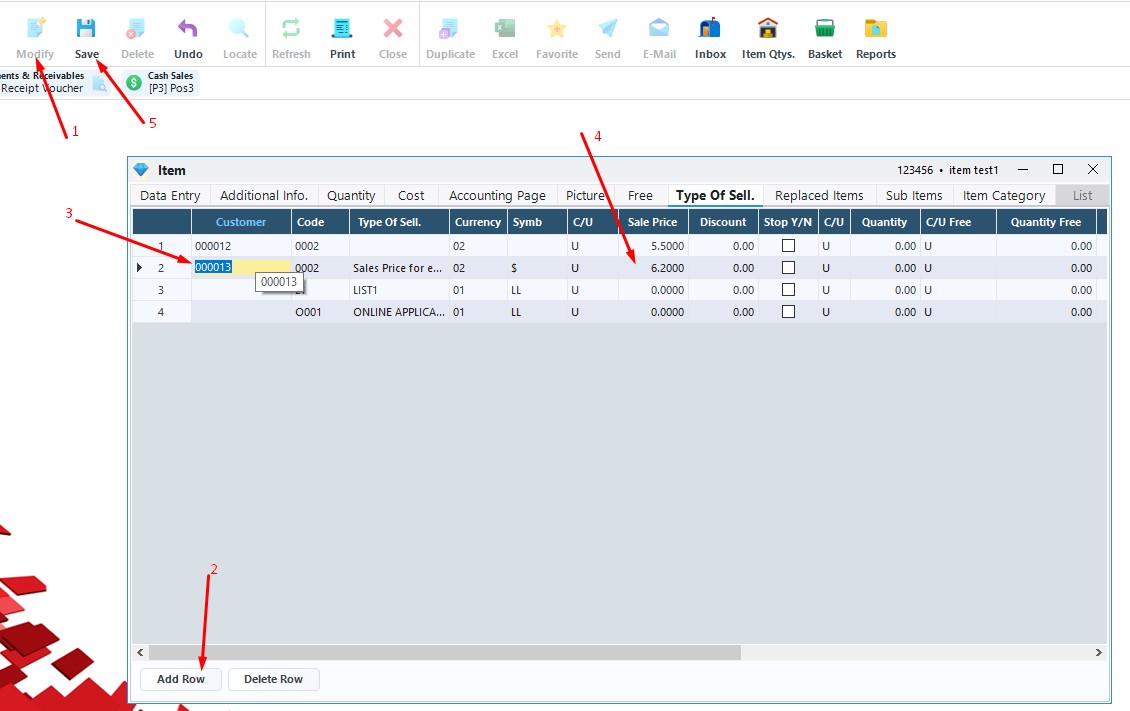 Modify Save Delete Undo Locate Refresh Print Close Duplicate Excel Favorite Send E-Mail Inbox Item Qtys. Basket Reports
ents & Receivables
Receipt Voucher
Cash Sales
[P3] Pos3
1
5
4
Item 123456 • item test1
Data Entry Additional Info. Quantity Cost Accounting Page Picture Free Type Of Sell. Replaced Items Sub Items Item Category List
3
Customer Code Type Of Sell. Currency Symb C/U Sale Price Discount Stop Y/N C/U Quantity C/U Free Quantity Free
1 000012 0002 02 U 5.5000 0.00 U 0.00 U 0.00
2 000013 0002 Sales Price for e... 02 $ U 6.2000 0.00 U 0.00 U 0.00
000013
3 LIST1 01 LL U 0.0000 0.00 U 0.00 U 0.00
4 O001 ONLINE APPLICA... 01 LL U 0.0000 0.00 U 0.00 U 0.00
2
Add Row Delete Row